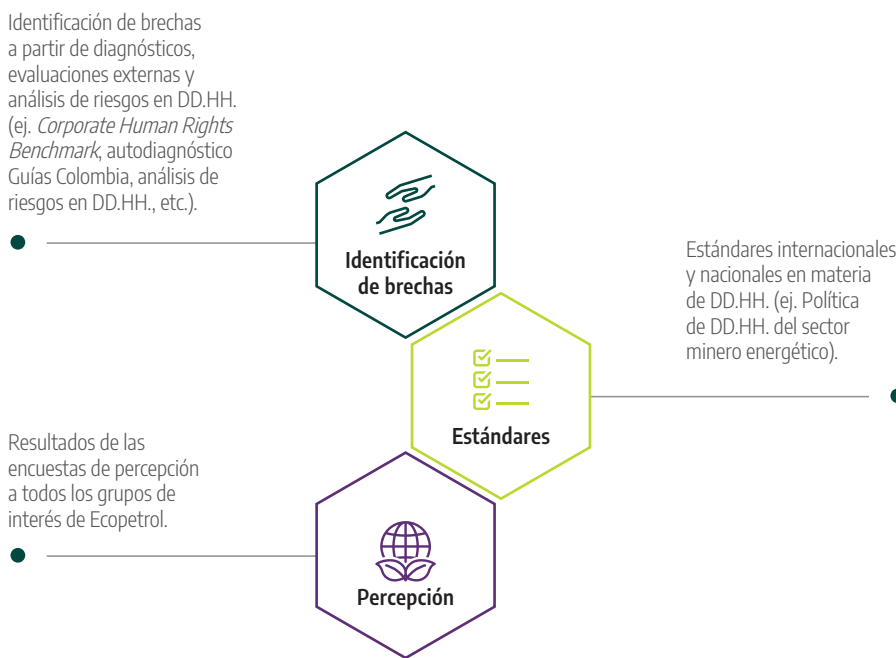 Identificación de brechas
a partir de diagnósticos,
evaluaciones externas y
análisis de riesgos en DD.HH.
(ej. Corporate Human Rights
Benchmark, autodiagnóstico
Guías Colombia, análisis de
riesgos en DD.HH., etc.).
Identificación
de brechas
Estándares internacionales
y nacionales en materia
de DD.HH. (ej. Política
de DD.HH. del sector
minero energético).
Estándares
Resultados de las
encuestas de percepción
a todos los grupos de
interés de Ecopetrol.
Percepción